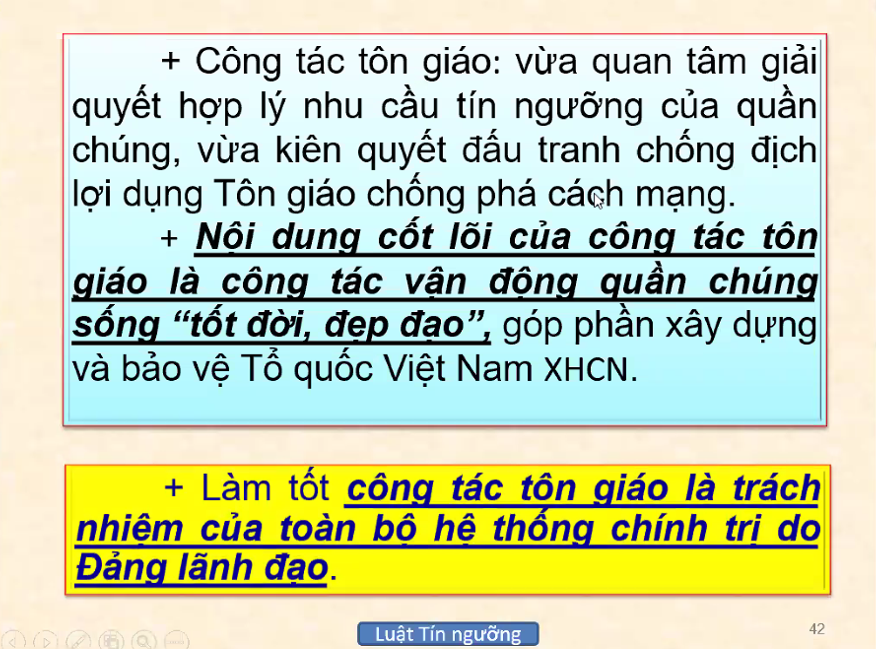 + Công tác tôn giáo: vừa quan tâm giải
quyết hợp lý nhu cầu tín ngưỡng của quần
chúng, vừa kiên quyết đấu tranh chống địch
lợi dụng Tôn giáo chống phá cách mạng.
+ Nội dung cốt lõi của công tác tôn
giáo là công tác vận động quần chúng
sống “tốt đời, đẹp đạo”, góp phần xây dựng
và bảo vệ Tổ quốc Việt Nam XHCN.
+ Làm tốt công tác tôn giáo là trách
nhiệm của toàn bộ hệ thống chính trị do
Đảng lãnh đạo.
Luật Tín ngưỡng
42